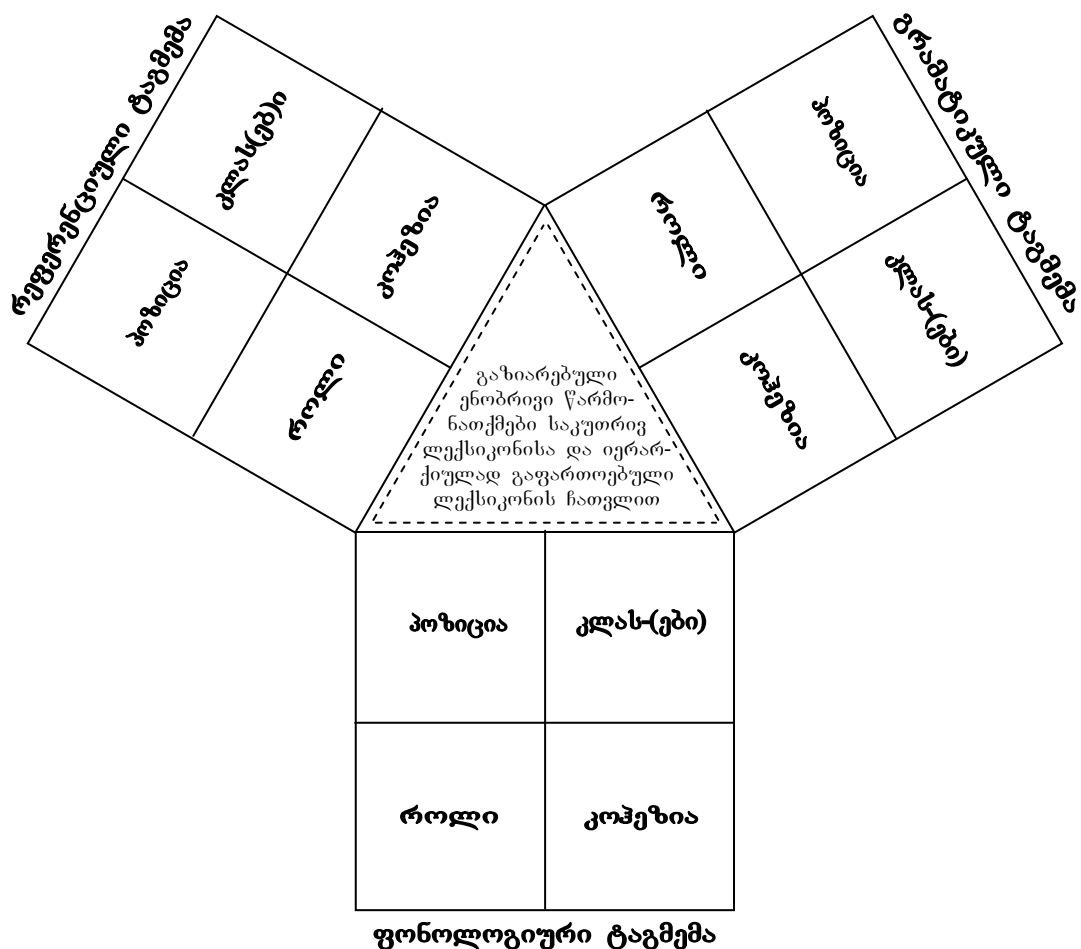 რეფერენციული ტაგმემა
კლას(ებ)ი
კოჰეზია
პოზიცია
როლი
გრამატიკული ტაგმემა
პოზიცია
როლი
კლას-(ები)
კოჰეზია
გაზიარებული
ენობრივი წარმო-
ნათქმები საკუთრივ
ლექსიკონისა და იერარ-
ქიულად გაფართოებული
ლექსიკონის ჩათვლით
პოზიცია
კლას-(ები)
როლი
კოჰეზია
ფონოლოგიური ტაგმემა